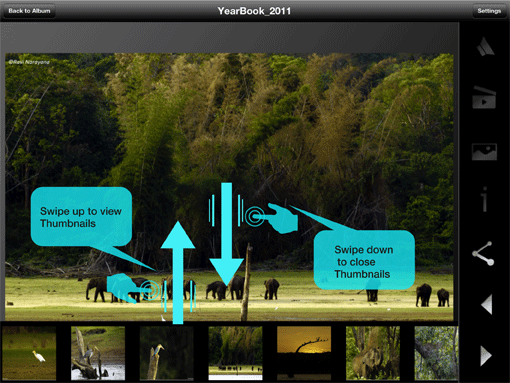 Back to Album
YearBook_2011
Settings
©Ravi Narayana
Swipe up to view
Thumbnails
Swipe down
to close
Thumbnails